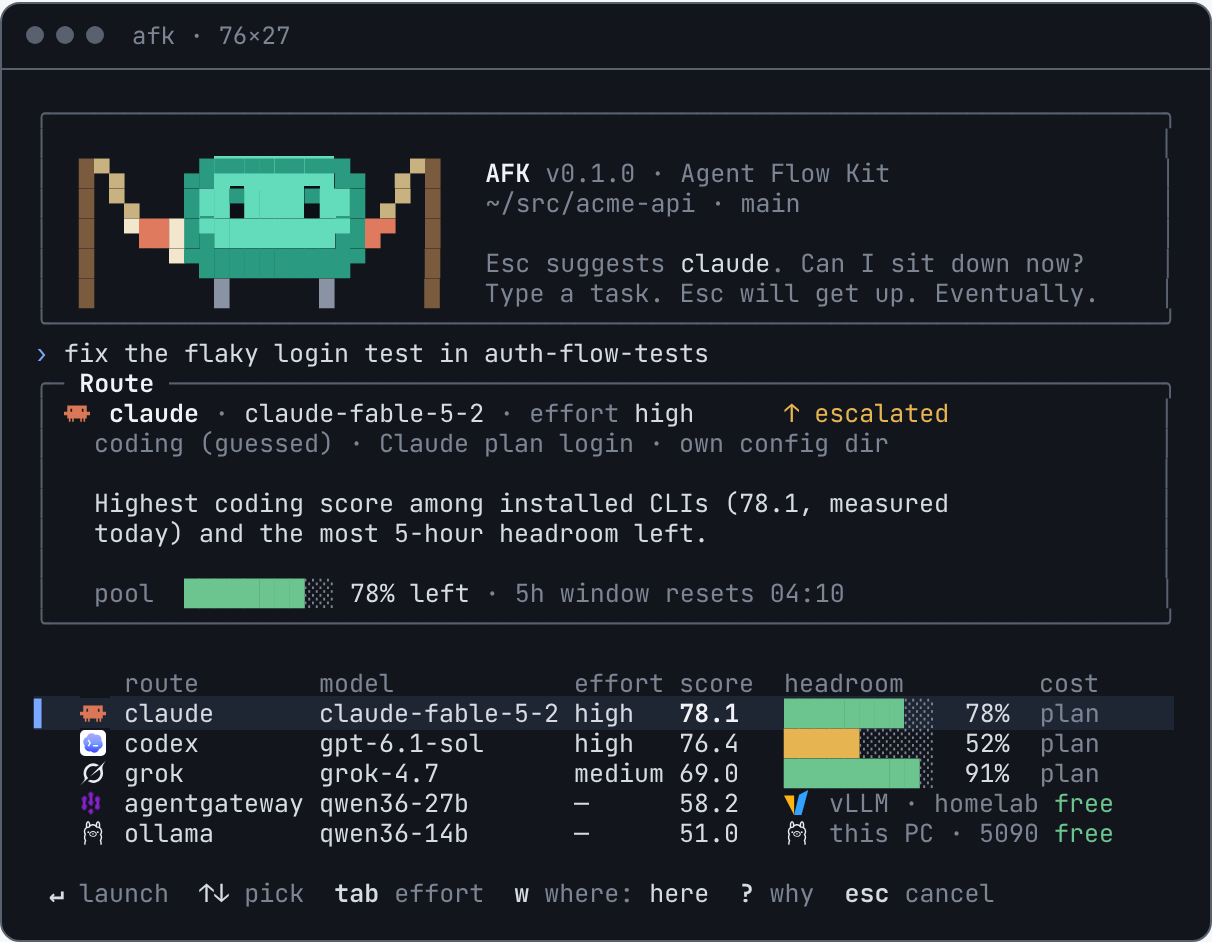 afk · 76×27
AFK v0.1.0 · Agent Flow Kit
~/src/acme-api · main
Esc suggests claude. Can I sit down now?
Type a task. Esc will get up. Eventually.
› fix the flaky login test in auth-flow-tests
Route
claude · claude-fable-5-2 · effort high ↑ escalated
coding (guessed) · Claude plan login · own config dir
Highest coding score among installed CLIs (78.1, measured
today) and the most 5-hour headroom left.
pool 78% left · 5h window resets 04:10
route model effort score headroom cost
claude claude-fable-5-2 high 78.1 78% plan
codex gpt-6.1-sol high 76.4 52% plan
grok grok-4.7 medium 69.0 91% plan
agentgateway qwen36-27b — 58.2 vLLM · homelab free
ollama qwen36-14b — 51.0 this PC · 5090 free
↵ launch ↑↓ pick tab effort w where: here ? why esc cancel